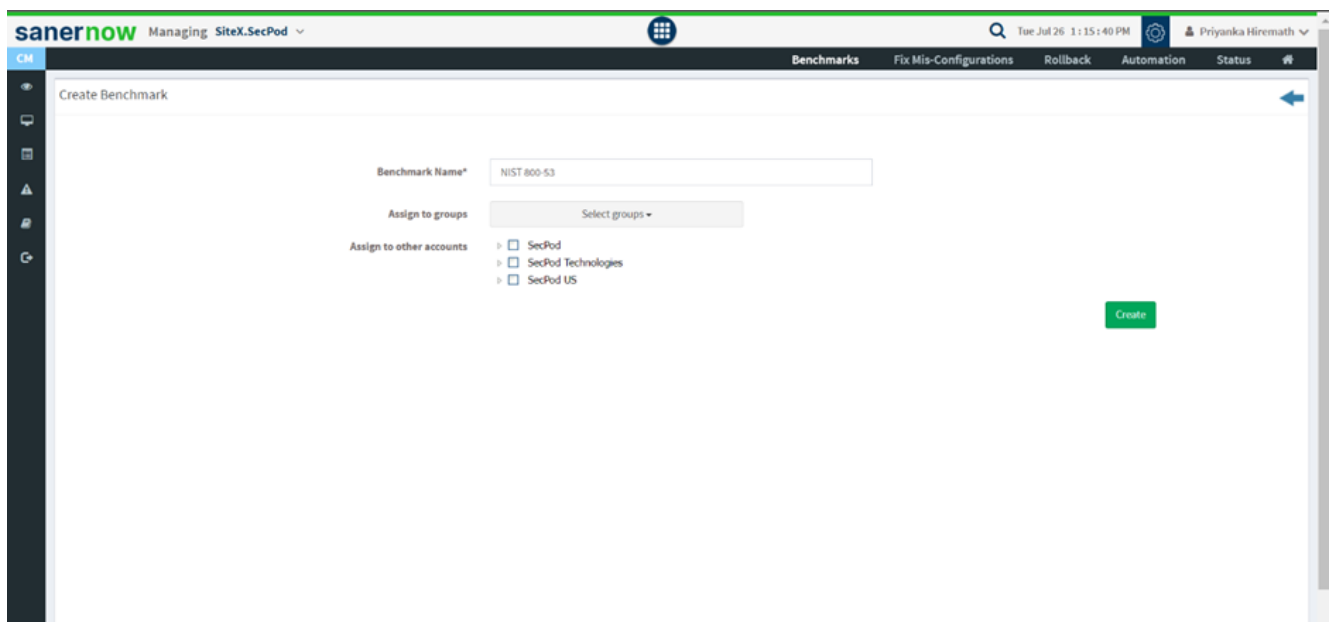 sanernow Managing SiteX.SecPod Tue Jul 26 1:15:40 PM Priyanka Hiremath
CM Benchmarks Fix Mis-Configurations Rollback Automation Status
Create Benchmark
Benchmark Name* NIST 800-53
Assign to groups Select groups
Assign to other accounts SecPod
SecPod Technologies
SecPod US
Create